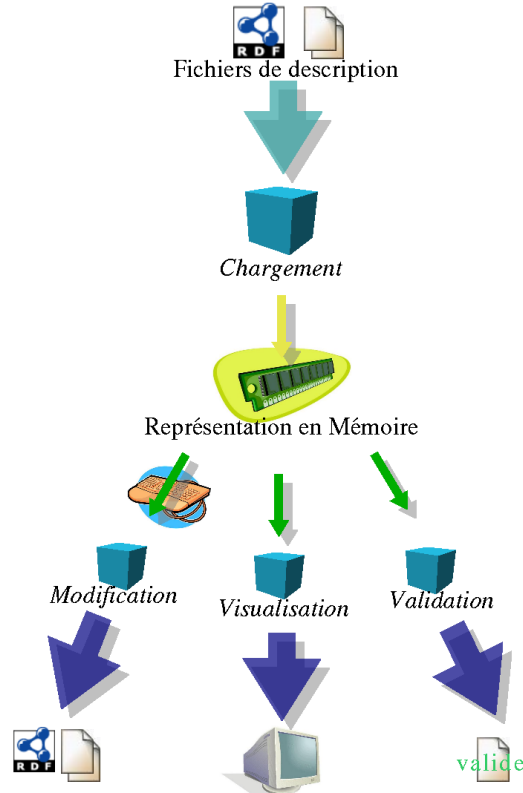 RDF
Fichiers de description
Chargement
Représentation en Mémoire
Modification
Visualisation
Validation
RDF
valide